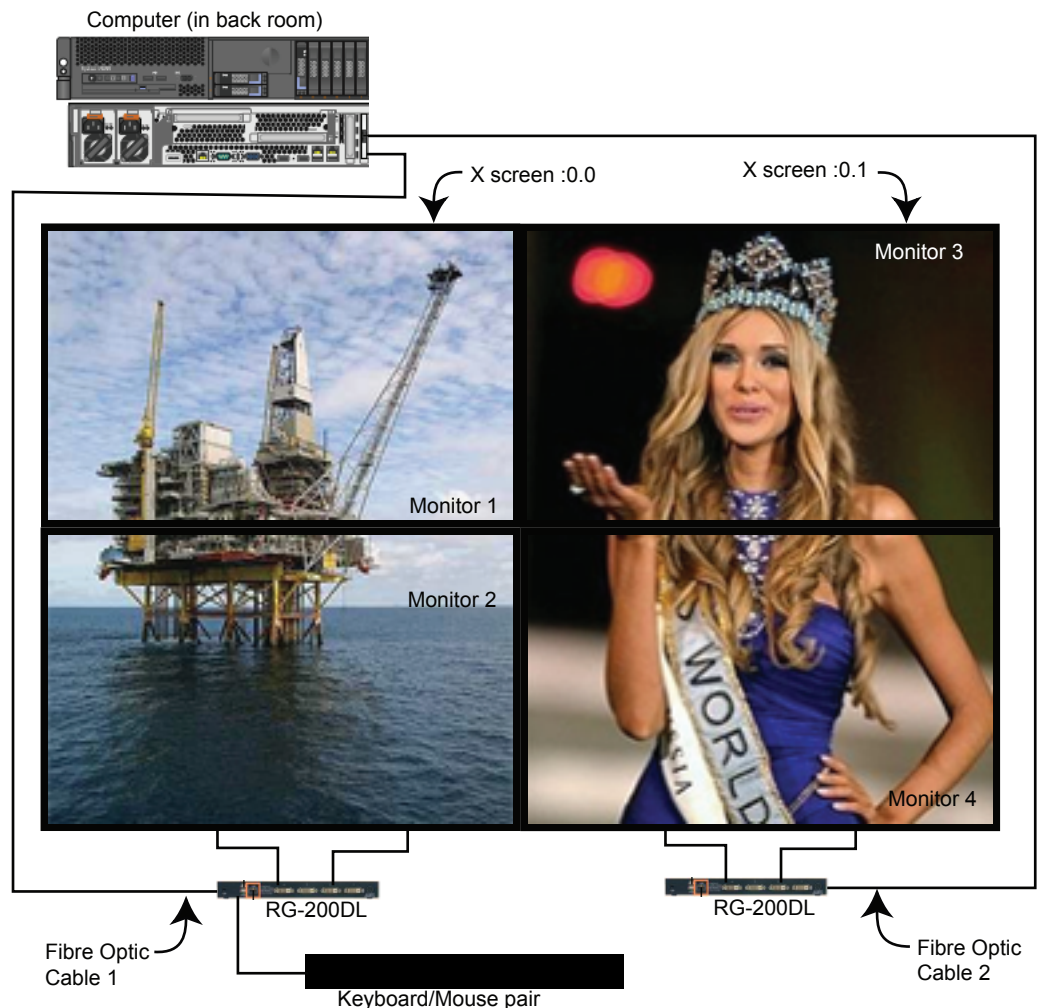 Computer (in back room)
X screen :0.0
X screen :0.1
Monitor 3
Monitor 1
Monitor 2
WORLD
Monitor 4
RG-200DL
RG-200DL
Fibre Optic
Cable 1
Fibre Optic
Cable 2
Keyboard/Mouse pair